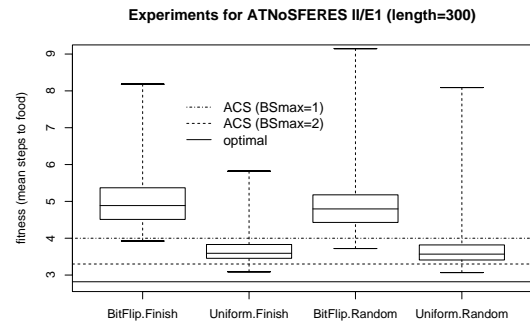 Experiments for ATNoSFERES II/E1 (length=300)
fitness (mean steps to food)
9
8
7
6
5
4
3
ACS (BSmax=1)
ACS (BSmax=2)
optimal
BitFlip.Finish
Uniform.Finish
BitFlip.Random
Uniform.Random